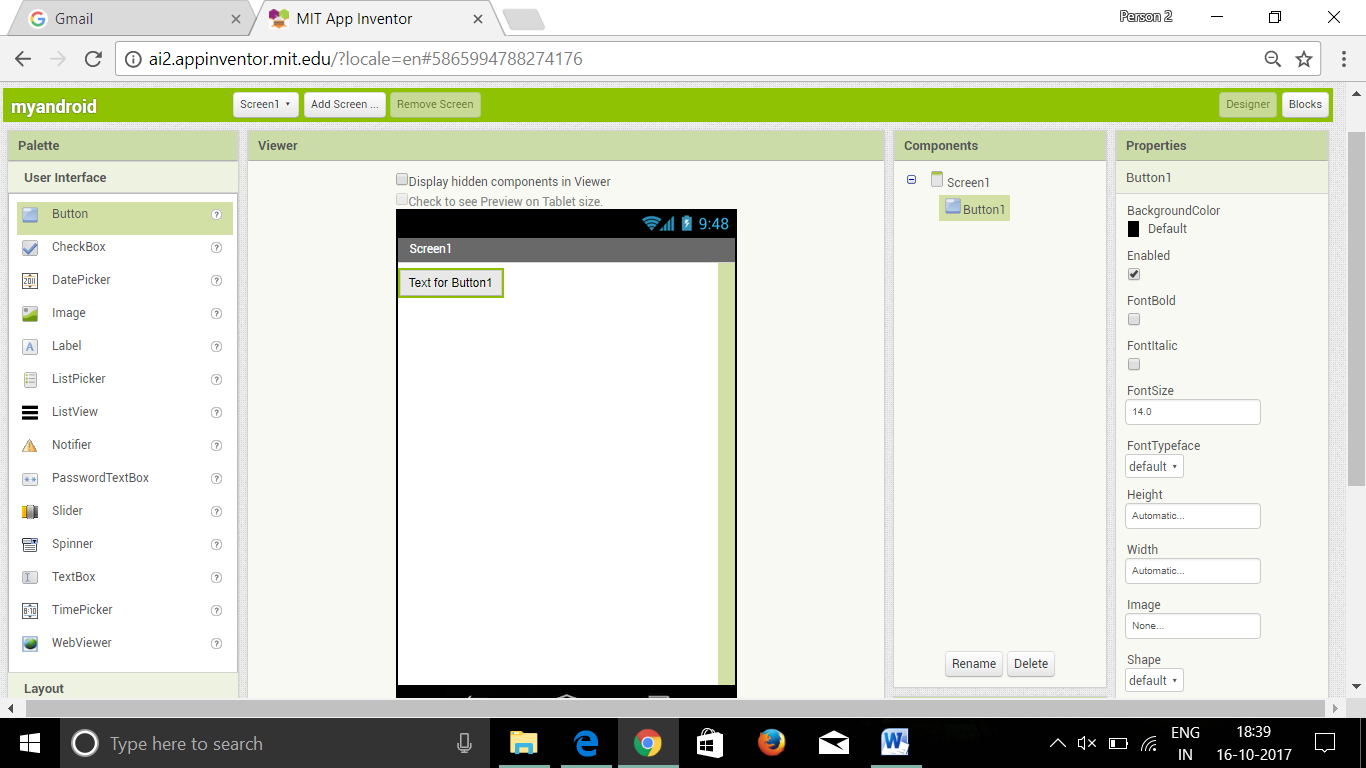 Gmail
MIT App Inventor
Person 2
ai2.appinventor.mit.edu/?locale=en#5865994788274176
myandroid
Screen1
Add Screen ...
Remove Screen
Designer
Blocks
Palette
User Interface
Button
CheckBox
DatePicker
Image
Label
ListPicker
ListView
Notifier
PasswordTextBox
Slider
Spinner
TextBox
TimePicker
WebViewer
Layout
Viewer
Display hidden components in Viewer
Check to see Preview on Tablet size.
9:48
Screen1
Text for Button1
Components
Screen1
Button1
Rename
Delete
Properties
Button1
BackgroundColor
Default
Enabled
FontBold
FontItalic
FontSize
14.0
FontTypeface
default
Height
Automatic...
Width
Automatic...
Image
None...
Shape
default
Type here to search
ENG
IN
18:39
16-10-2017